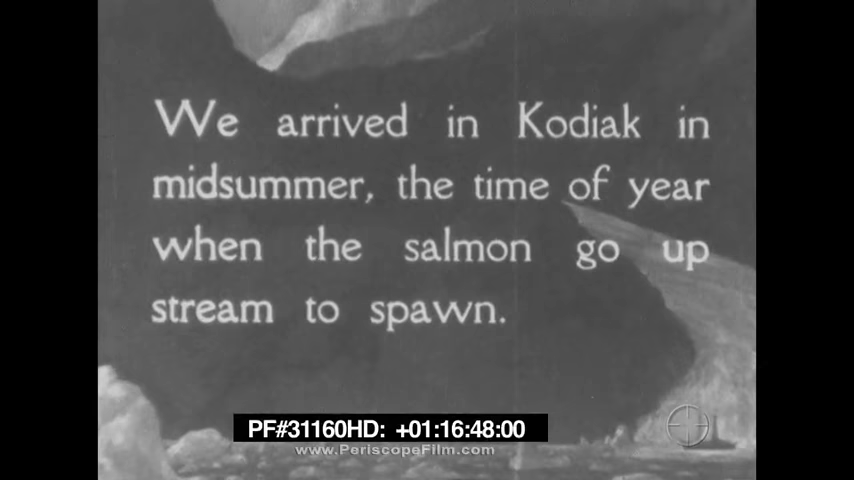 We arrived in Kodiak in
midsummer, the time of year
when the salmon go up
stream to spawn.
PF#31160HD: +01:16:48:00
www.PeriscopeFilm.com